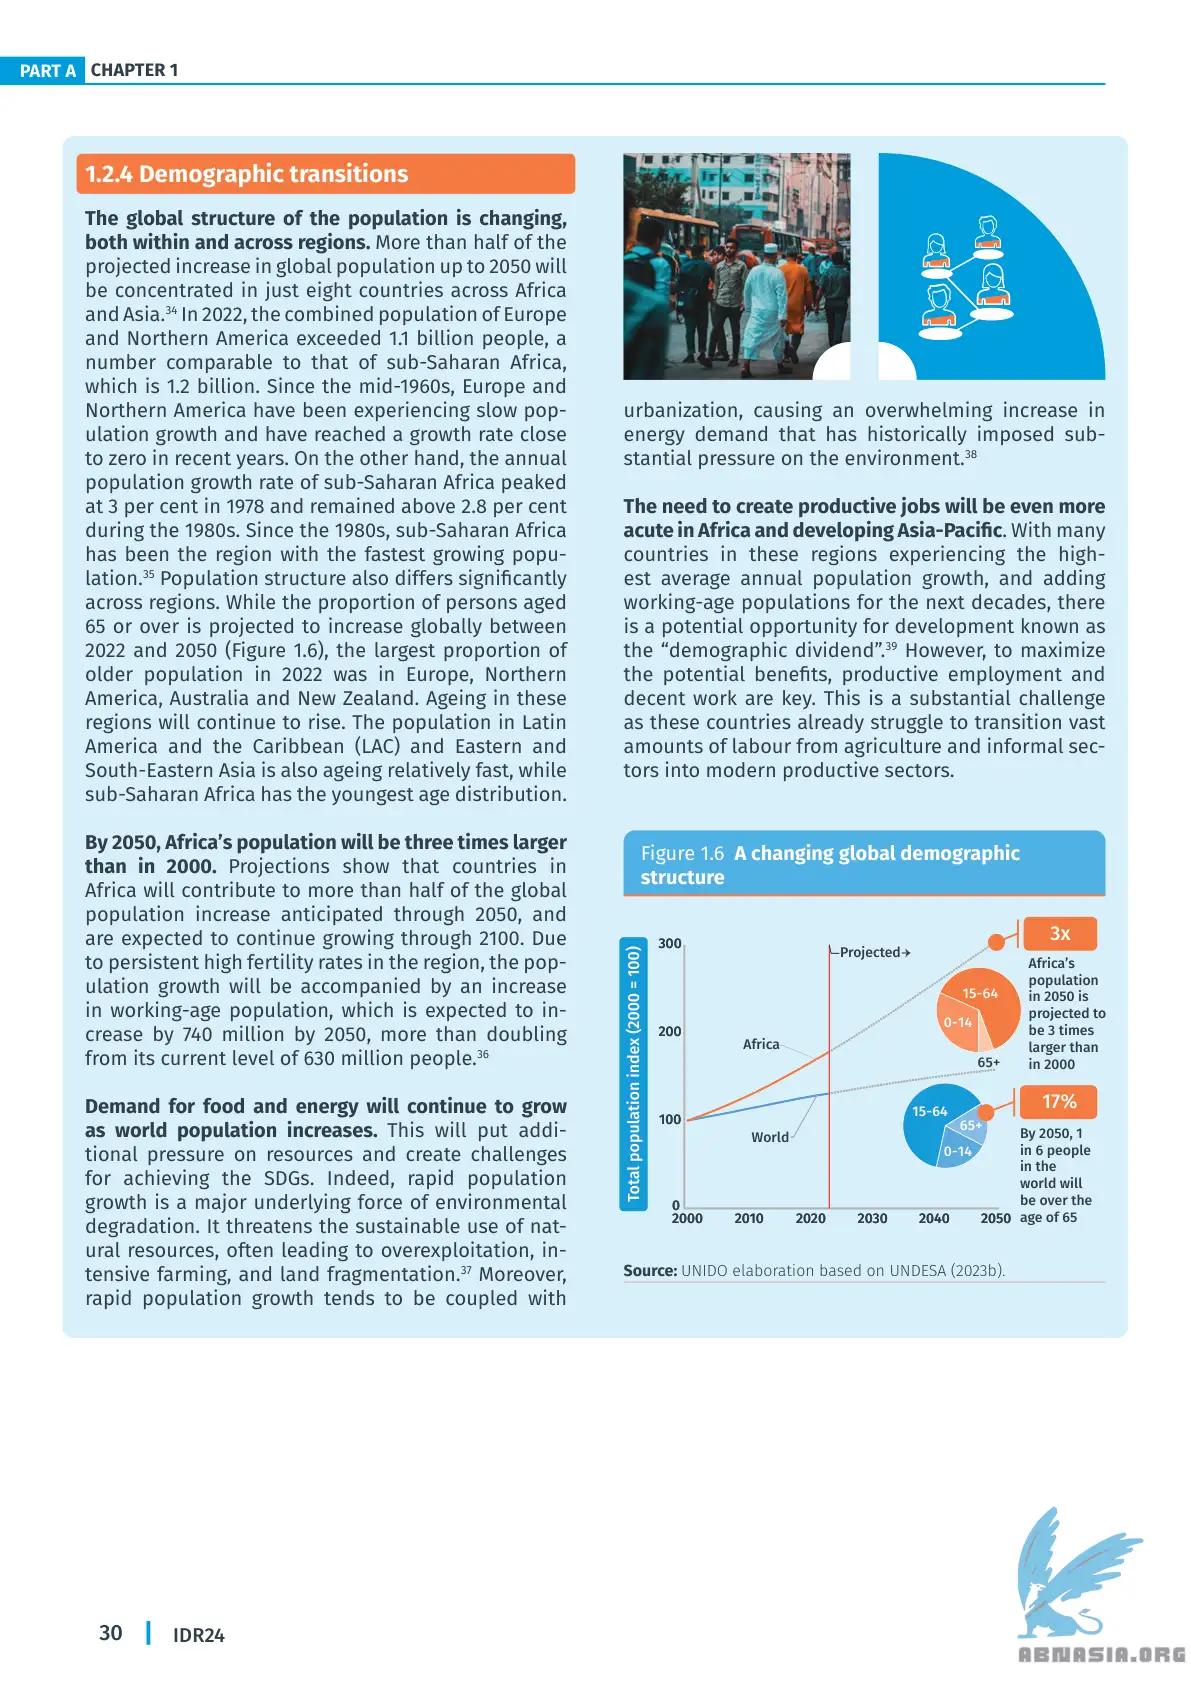 PART A CHAPTER 1
1.2.4 Demographic transitions
The global structure of the population is changing,
both within and across regions. More than half of the
projected increase in global population up to 2050 will
be concentrated in just eight countries across Africa
and Asia.34 In 2022, the combined population of Europe
and Northern America exceeded 1.1 billion people, a
number comparable to that of sub-Saharan Africa,
which is 1.2 billion. Since the mid-1960s, Europe and
Northern America have been experiencing slow pop-
ulation growth and have reached a growth rate close
to zero in recent years. On the other hand, the annual
population growth rate of sub-Saharan Africa peaked
at 3 per cent in 1978 and remained above 2.8 per cent
during the 1980s. Since the 1980s, sub-Saharan Africa
has been the region with the fastest growing popu-
lation.35 Population structure also differs significantly
across regions. While the proportion of persons aged
65 or over is projected to increase globally between
2022 and 2050 (Figure 1.6), the largest proportion of
older population in 2022 was in Europe, Northern
America, Australia and New Zealand. Ageing in these
regions will continue to rise. The population in Latin
America and the Caribbean (LAC) and Eastern and
South-Eastern Asia is also ageing relatively fast, while
sub-Saharan Africa has the youngest age distribution.
By 2050, Africa's population will be three times larger
than in 2000. Projections show that countries in
Africa will contribute to more than half of the global
population increase anticipated through 2050, and
are expected to continue growing through 2100. Due
to persistent high fertility rates in the region, the pop-
ulation growth will be accompanied by an increase
in working-age population, which is expected to in-
crease by 740 million by 2050, more than doubling
from its current level of 630 million people.36
Demand for food and energy will continue to grow
as world population increases. This will put addi-
tional pressure on resources and create challenges
for achieving the SDGs. Indeed, rapid population
growth is a major underlying force of environmental
degradation. It threatens the sustainable use of nat-
ural resources, often leading to overexploitation, in-
tensive farming, and land fragmentation.37 Moreover,
rapid population growth tends to be coupled with
urbanization, causing an overwhelming increase in
energy demand that has historically imposed sub-
stantial pressure on the environment.38
The need to create productive jobs will be even more
acute in Africa and developing Asia-Pacific. With many
countries in these regions experiencing the high-
est average annual population growth, and adding
working-age populations for the next decades, there
is a potential opportunity for development known as
the "demographic dividend".39 However, to maximize
the potential benefits, productive employment and
decent work are key. This is a substantial challenge
as these countries already struggle to transition vast
amounts of labour from agriculture and informal sec-
tors into modern productive sectors.
Figure 1.6 A changing global demographic
structure
Total population index (2000 = 100)
300
200
100
0
2000 2010 2020 2030 2040 2050
Projected
Africa
World
15-64
0-14
65+
15-64
65+
0-14
3x
Africa's
population
in 2050 is
projected to
be 3 times
larger than
in 2000
17%
By 2050, 1
in 6 people
in the
world will
be over the
age of 65
Source: UNIDO elaboration based on UNDESA (2023b).
30 | IDR24
ABNASIA.ORG